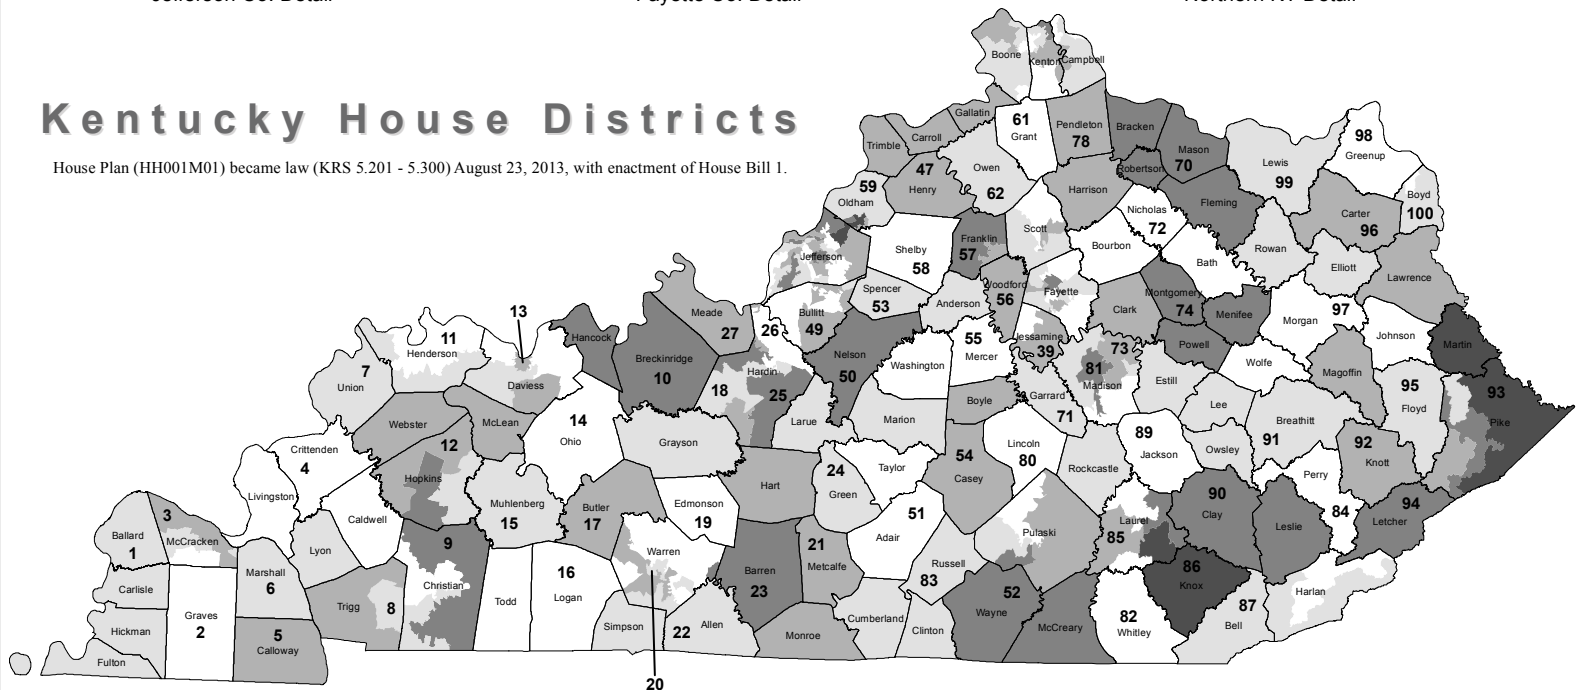 Kentucky House Districts
House Plan (HH001M01) became law (KRS 5.201 - 5.300) August 23, 2013, with enactment of House Bill 1.
Boone
Kenton
Campbell
Gallatin
61
Grant
Pendleton
78
Bracken
Mason
70
Robertson
Lewis
99
98
Greenup
Boyd
100
Carter
96
Carroll
Trimble
47
Henry
Owen
62
Harrison
Fleming
59
Oldham
Nicholas
72
Rowan
Elliott
Lawrence
Jefferson
Shelby
58
Franklin
57
Scott
Bourbon
Bath
Spencer
53
Anderson
Woodford
56
Fayette
Clark
Montgomery
74
Menifee
Morgan
97
Johnson
Martin
Meade
27
26
Bullitt
49
13
11
Henderson
7
Union
Daviess
Hancock
Breckinridge
10
Hardin
18
25
Nelson
50
Washington
55
Mercer
Jessamine
39
73
81
Madison
Powell
Estill
Wolfe
Magoffin
95
Floyd
93
Pike
Webster
McLean
12
Hopkins
14
Ohio
Grayson
Larue
Marion
Boyle
Garrard
71
Lee
Breathitt
91
Owsley
92
Knott
Crittenden
4
Livingston
Caldwell
Muhlenberg
15
Butler
17
Edmonson
19
Hart
24
Green
Taylor
54
Casey
Lincoln
80
Rockcastle
89
Jackson
Perry
84
90
Clay
Leslie
94
Letcher
Ballard
1
3
McCracken
Lyon
9
Christian
Warren
Barren
23
21
Metcalfe
51
Adair
Russell
83
Pulaski
Laurel
85
86
Knox
Harlan
Carlisle
Marshall
6
Graves
2
Trigg
8
Todd
16
Logan
Simpson
22
Allen
Monroe
Cumberland
Clinton
52
Wayne
McCreary
82
Whitley
87
Bell
Hickman
Fulton
5
Calloway
20